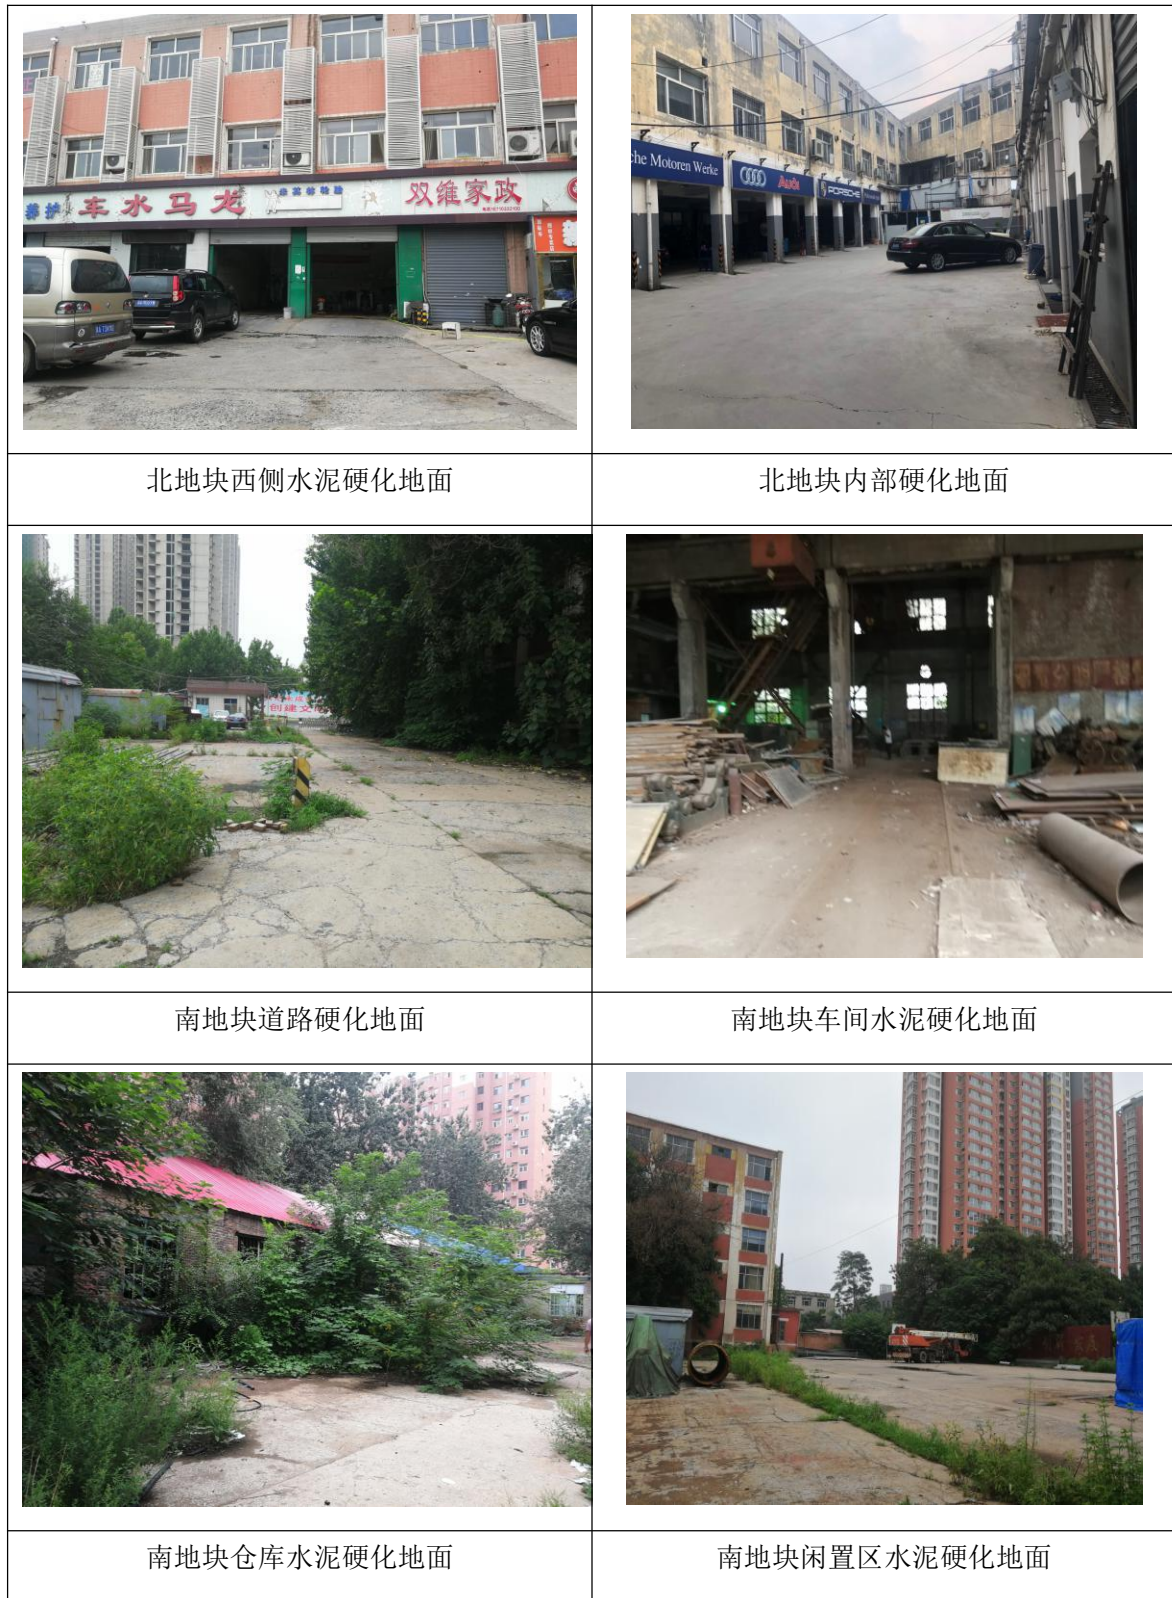 养护 车水马龙
双维家政
che Motoren Werke
Audi
PORSCHE
北地块西侧水泥硬化地面
北地块内部硬化地面
创建文
南地块道路硬化地面
南地块车间水泥硬化地面
南地块仓库水泥硬化地面
南地块闲置区水泥硬化地面